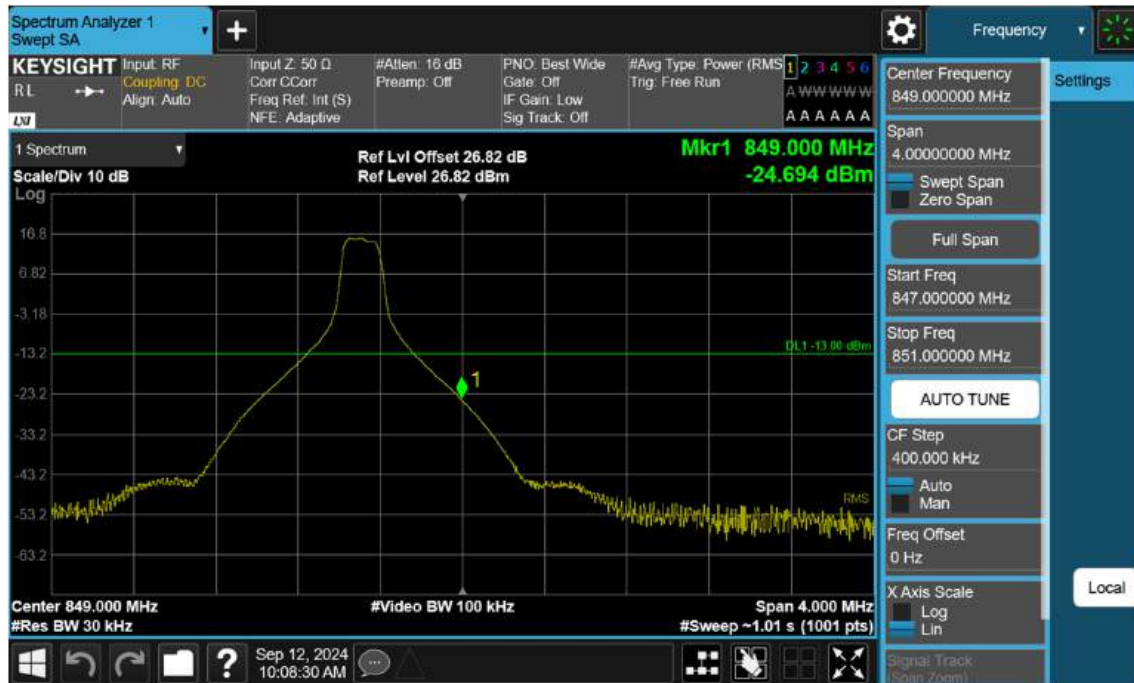 Spectrum Analyzer 1
Swept SA
Frequency
KEYSIGHT
RL
LXI
Input: RF
Coupling: DC
Align: Auto
Input Z: 50 Ω
Corr CCorr
Freq Ref: Int (S)
NFE: Adaptive
#Atten: 16 dB
Preamp: Off
PNO: Best Wide
Gate: Off
IF Gain: Low
Sig Track: Off
#Avg Type: Power (RMS
Trig: Free Run
1 2 3 4 5 6
A W W W W W
A A A A A A
1 Spectrum
Scale/Div 10 dB
Ref Lvl Offset 26.82 dB
Ref Level 26.82 dBm
Mkr1 849.000 MHz
-24.694 dBm
Log
16.8
6.82
-3.18
-13.2
-23.2
-33.2
-43.2
-53.2
-63.2
DL1 -13.00 dBm
1
RMS
Center 849.000 MHz
#Res BW 30 kHz
#Video BW 100 kHz
Span 4.000 MHz
#Sweep ~1.01 s (1001 pts)
?
Sep 12, 2024
10:08:30 AM
Center Frequency
849.000000 MHz
Span
4.00000000 MHz
Swept Span
Zero Span
Full Span
Start Freq
847.000000 MHz
Stop Freq
851.000000 MHz
AUTO TUNE
CF Step
400.000 kHz
Auto
Man
Freq Offset
0 Hz
X Axis Scale
Log
Lin
Signal Track
(Span Zoom)
Settings
Local